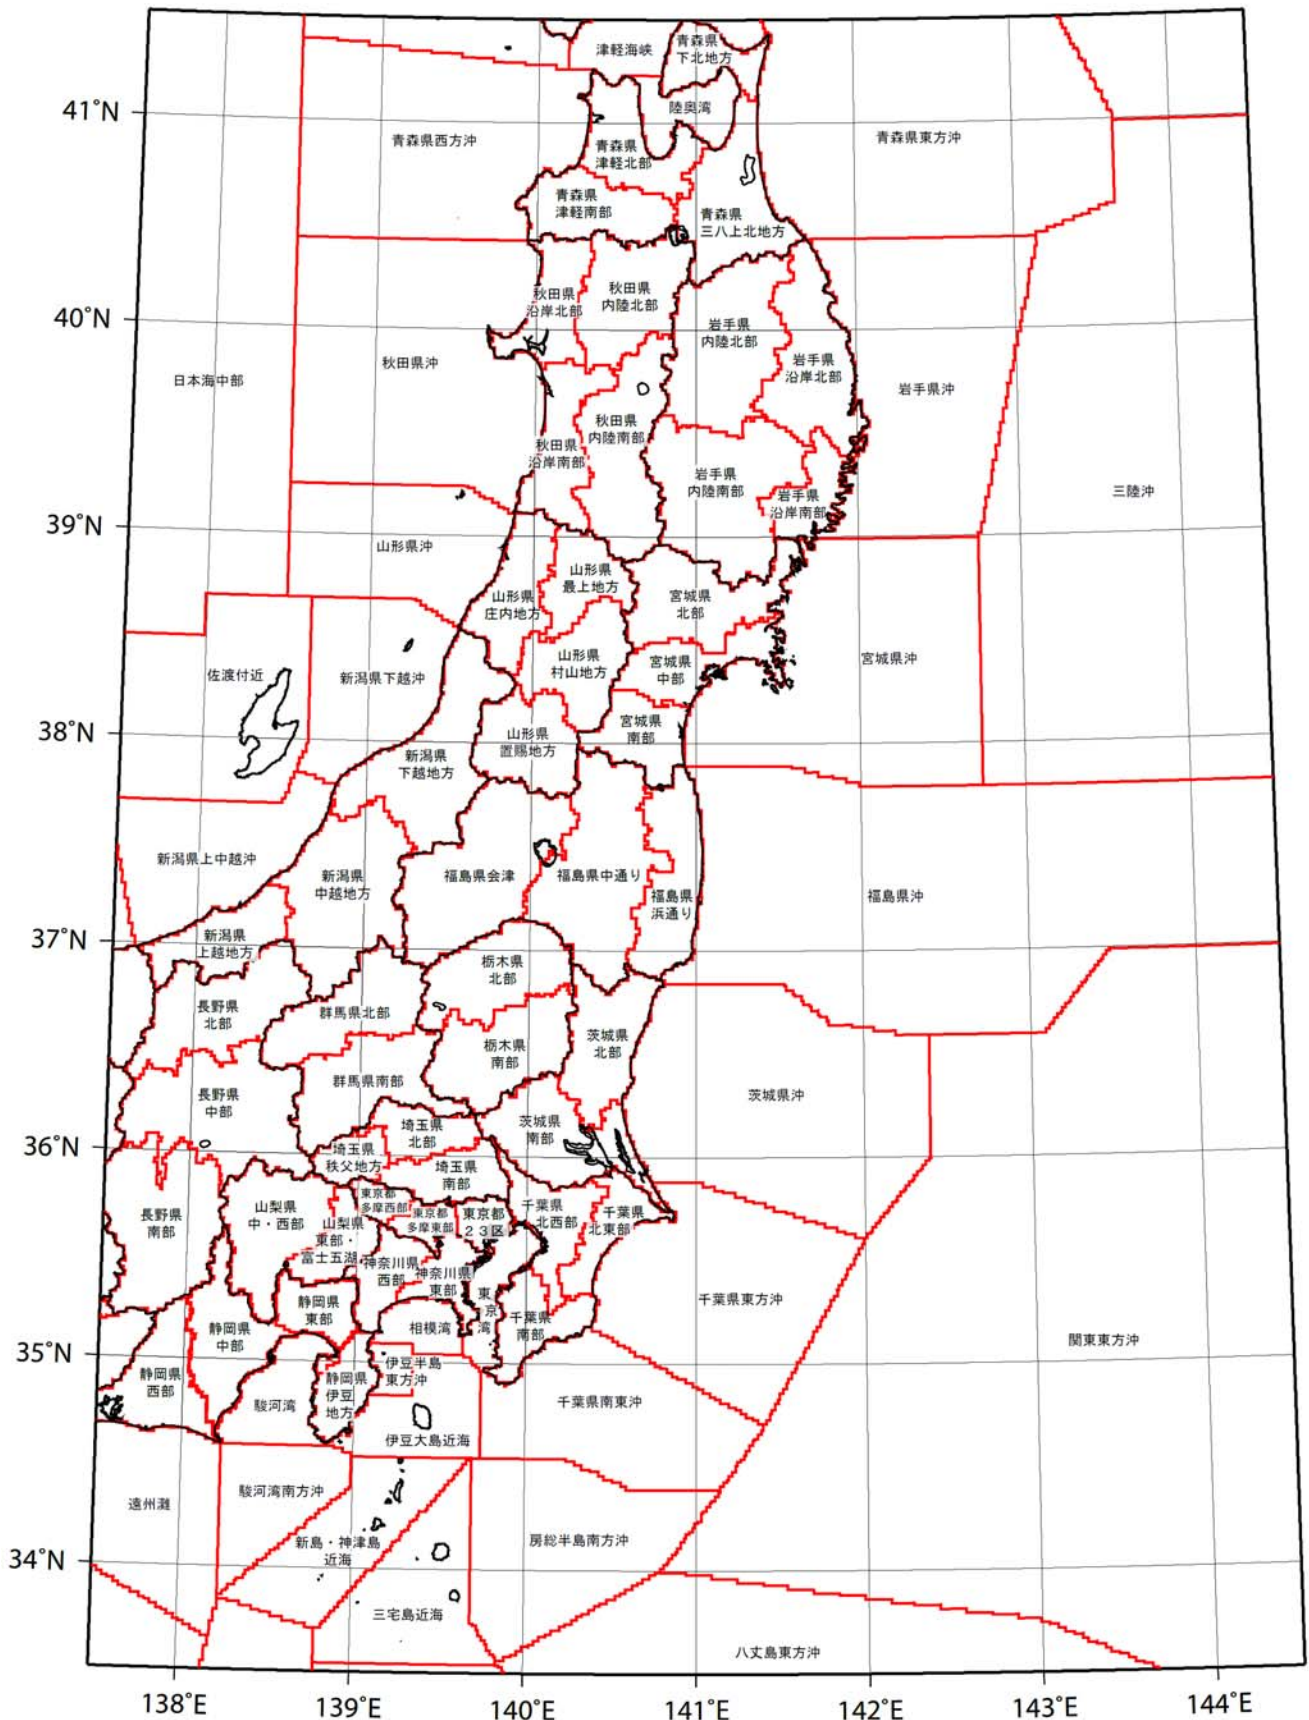 津軽海峡
青森県
下北地方
41°N
陸奥湾
青森県西方沖
青森県東方沖
青森県
津軽北部
青森県
津軽南部
青森県
三八上北地方
秋田県
沿岸北部
秋田県
内陸北部
40°N
岩手県
内陸北部
岩手県
沿岸北部
日本海中部
秋田県沖
岩手県沖
秋田県
内陸南部
秋田県
沿岸南部
岩手県
内陸南部
岩手県
沿岸南部
三陸沖
39°N
山形県沖
山形県
最上地方
山形県
庄内地方
宮城県
北部
佐渡付近
新潟県下越沖
山形県
村山地方
宮城県
中部
宮城県沖
38°N
山形県
置賜地方
宮城県
南部
新潟県
下越地方
新潟県上中越沖
新潟県
中越地方
福島県会津
福島県中通り
福島県
浜通り
福島県沖
37°N
新潟県
上越地方
栃木県
北部
長野県
北部
群馬県北部
栃木県
南部
茨城県
北部
長野県
中部
群馬県南部
茨城県沖
36°N
埼玉県
北部
茨城県
南部
埼玉県
秩父地方
埼玉県
南部
長野県
南部
山梨県
中・西部
東京都
多摩西部
東京都
多摩東部
東京都
23区
千葉県
北西部
千葉県
北東部
山梨県
東部・
富士五湖
神奈川県
西部
神奈川県
東部
静岡県
東部
東
京
湾
千葉県東方沖
静岡県
中部
相模湾
千葉県
南部
関東東方沖
35°N
静岡県
西部
駿河湾
静岡県
伊豆
地方
伊豆半島
東方沖
千葉県南東沖
伊豆大島近海
遠州灘
駿河湾南方沖
新島・神津島
近海
房総半島南方沖
34°N
三宅島近海
八丈島東方沖
138°E
139°E
140°E
141°E
142°E
143°E
144°E